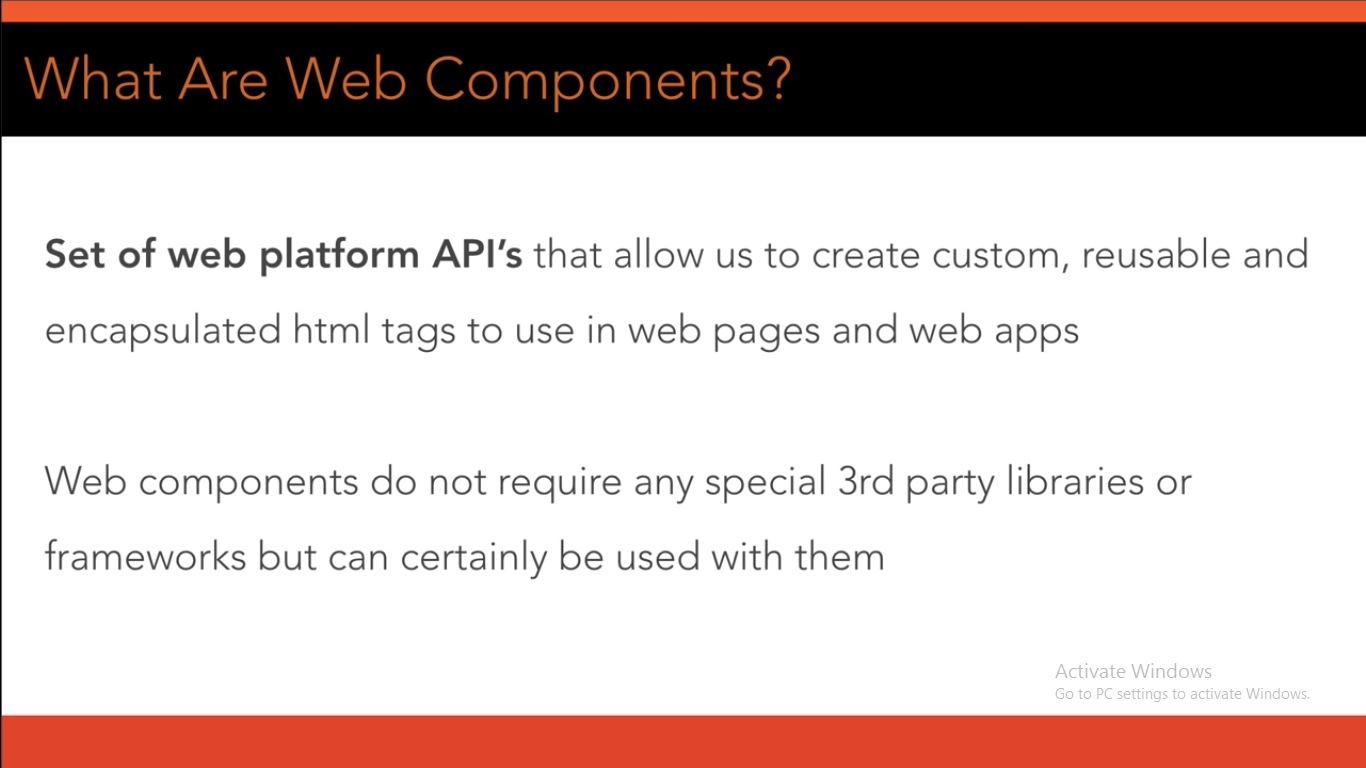 What Are Web Components?
Set of web platform API’s that allow us to create custom, reusable and
encapsulated html tags to use in web pages and web apps
Web components do not require any special 3rd party libraries or
frameworks but can certainly be used with them
Activate Windows
Go to PC settings to activate Windows.